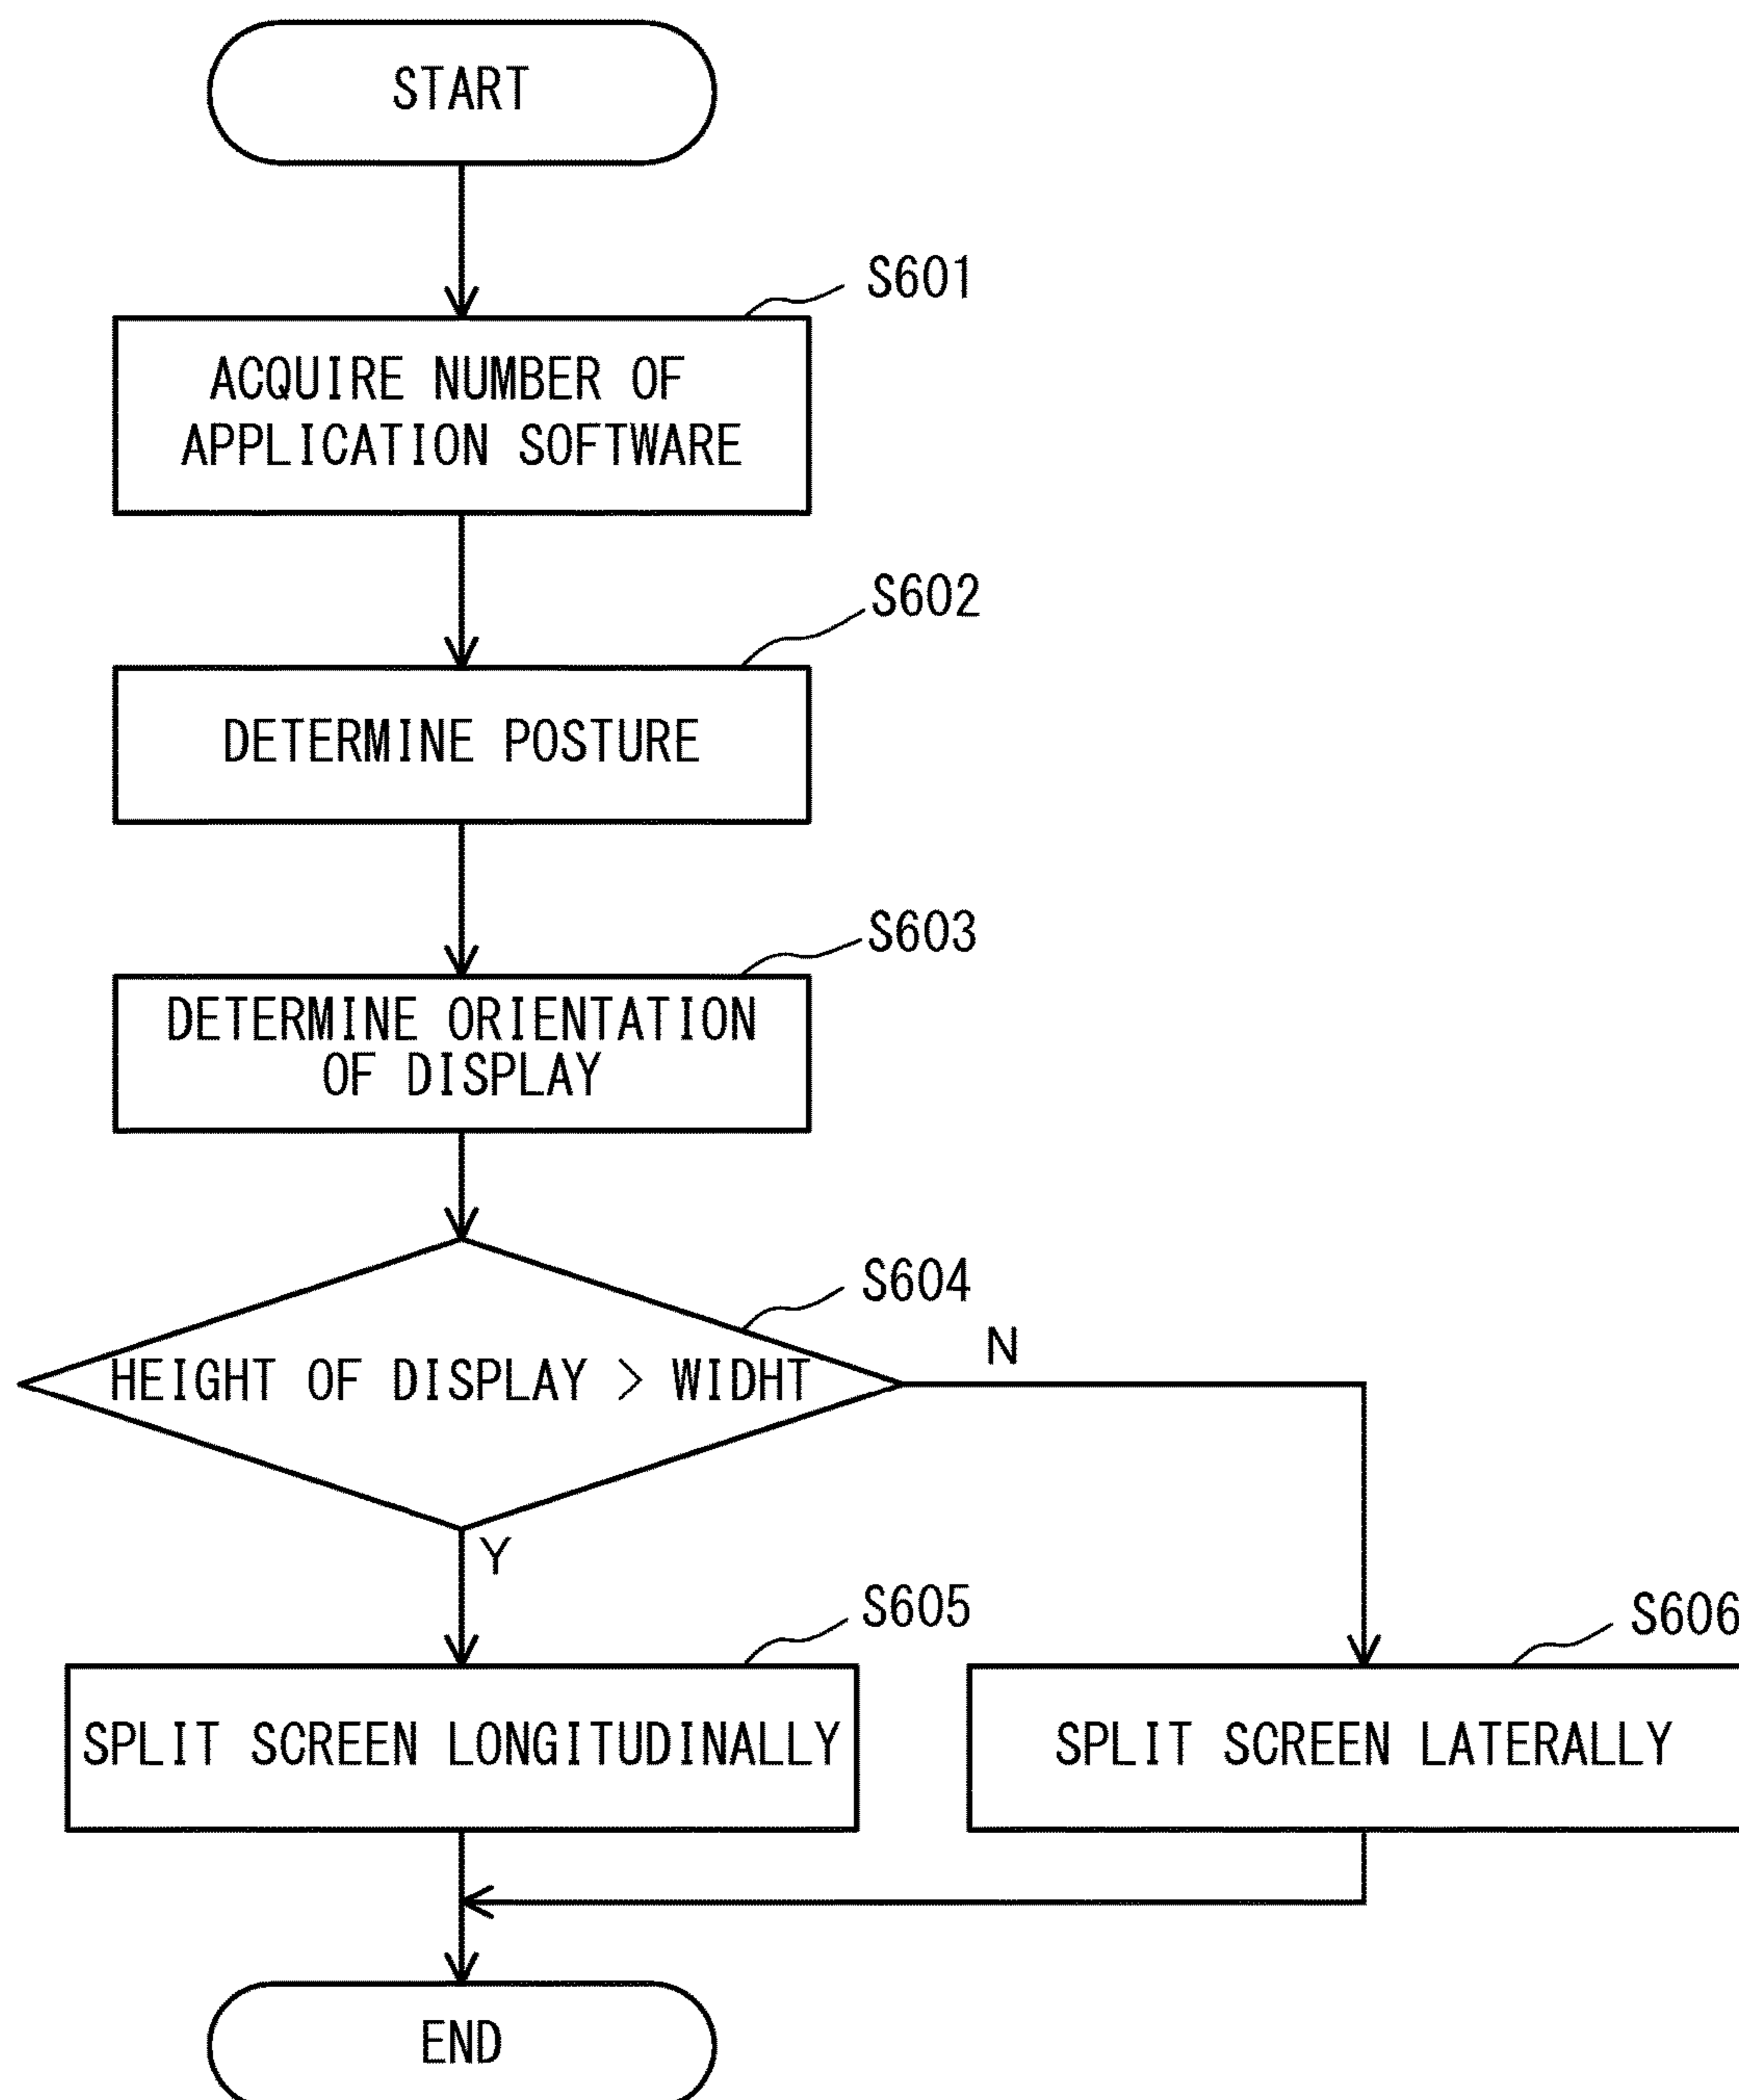 START
S601
ACQUIRE NUMBER OF
APPLICATION SOFTWARE
S602
DETERMINE POSTURE
S603
DETERMINE ORIENTATION
OF DISPLAY
S604
HEIGHT OF DISPLAY > WIDHT
N
Y
S605
SPLIT SCREEN LONGITUDINALLY
S606
SPLIT SCREEN LATERALLY
END